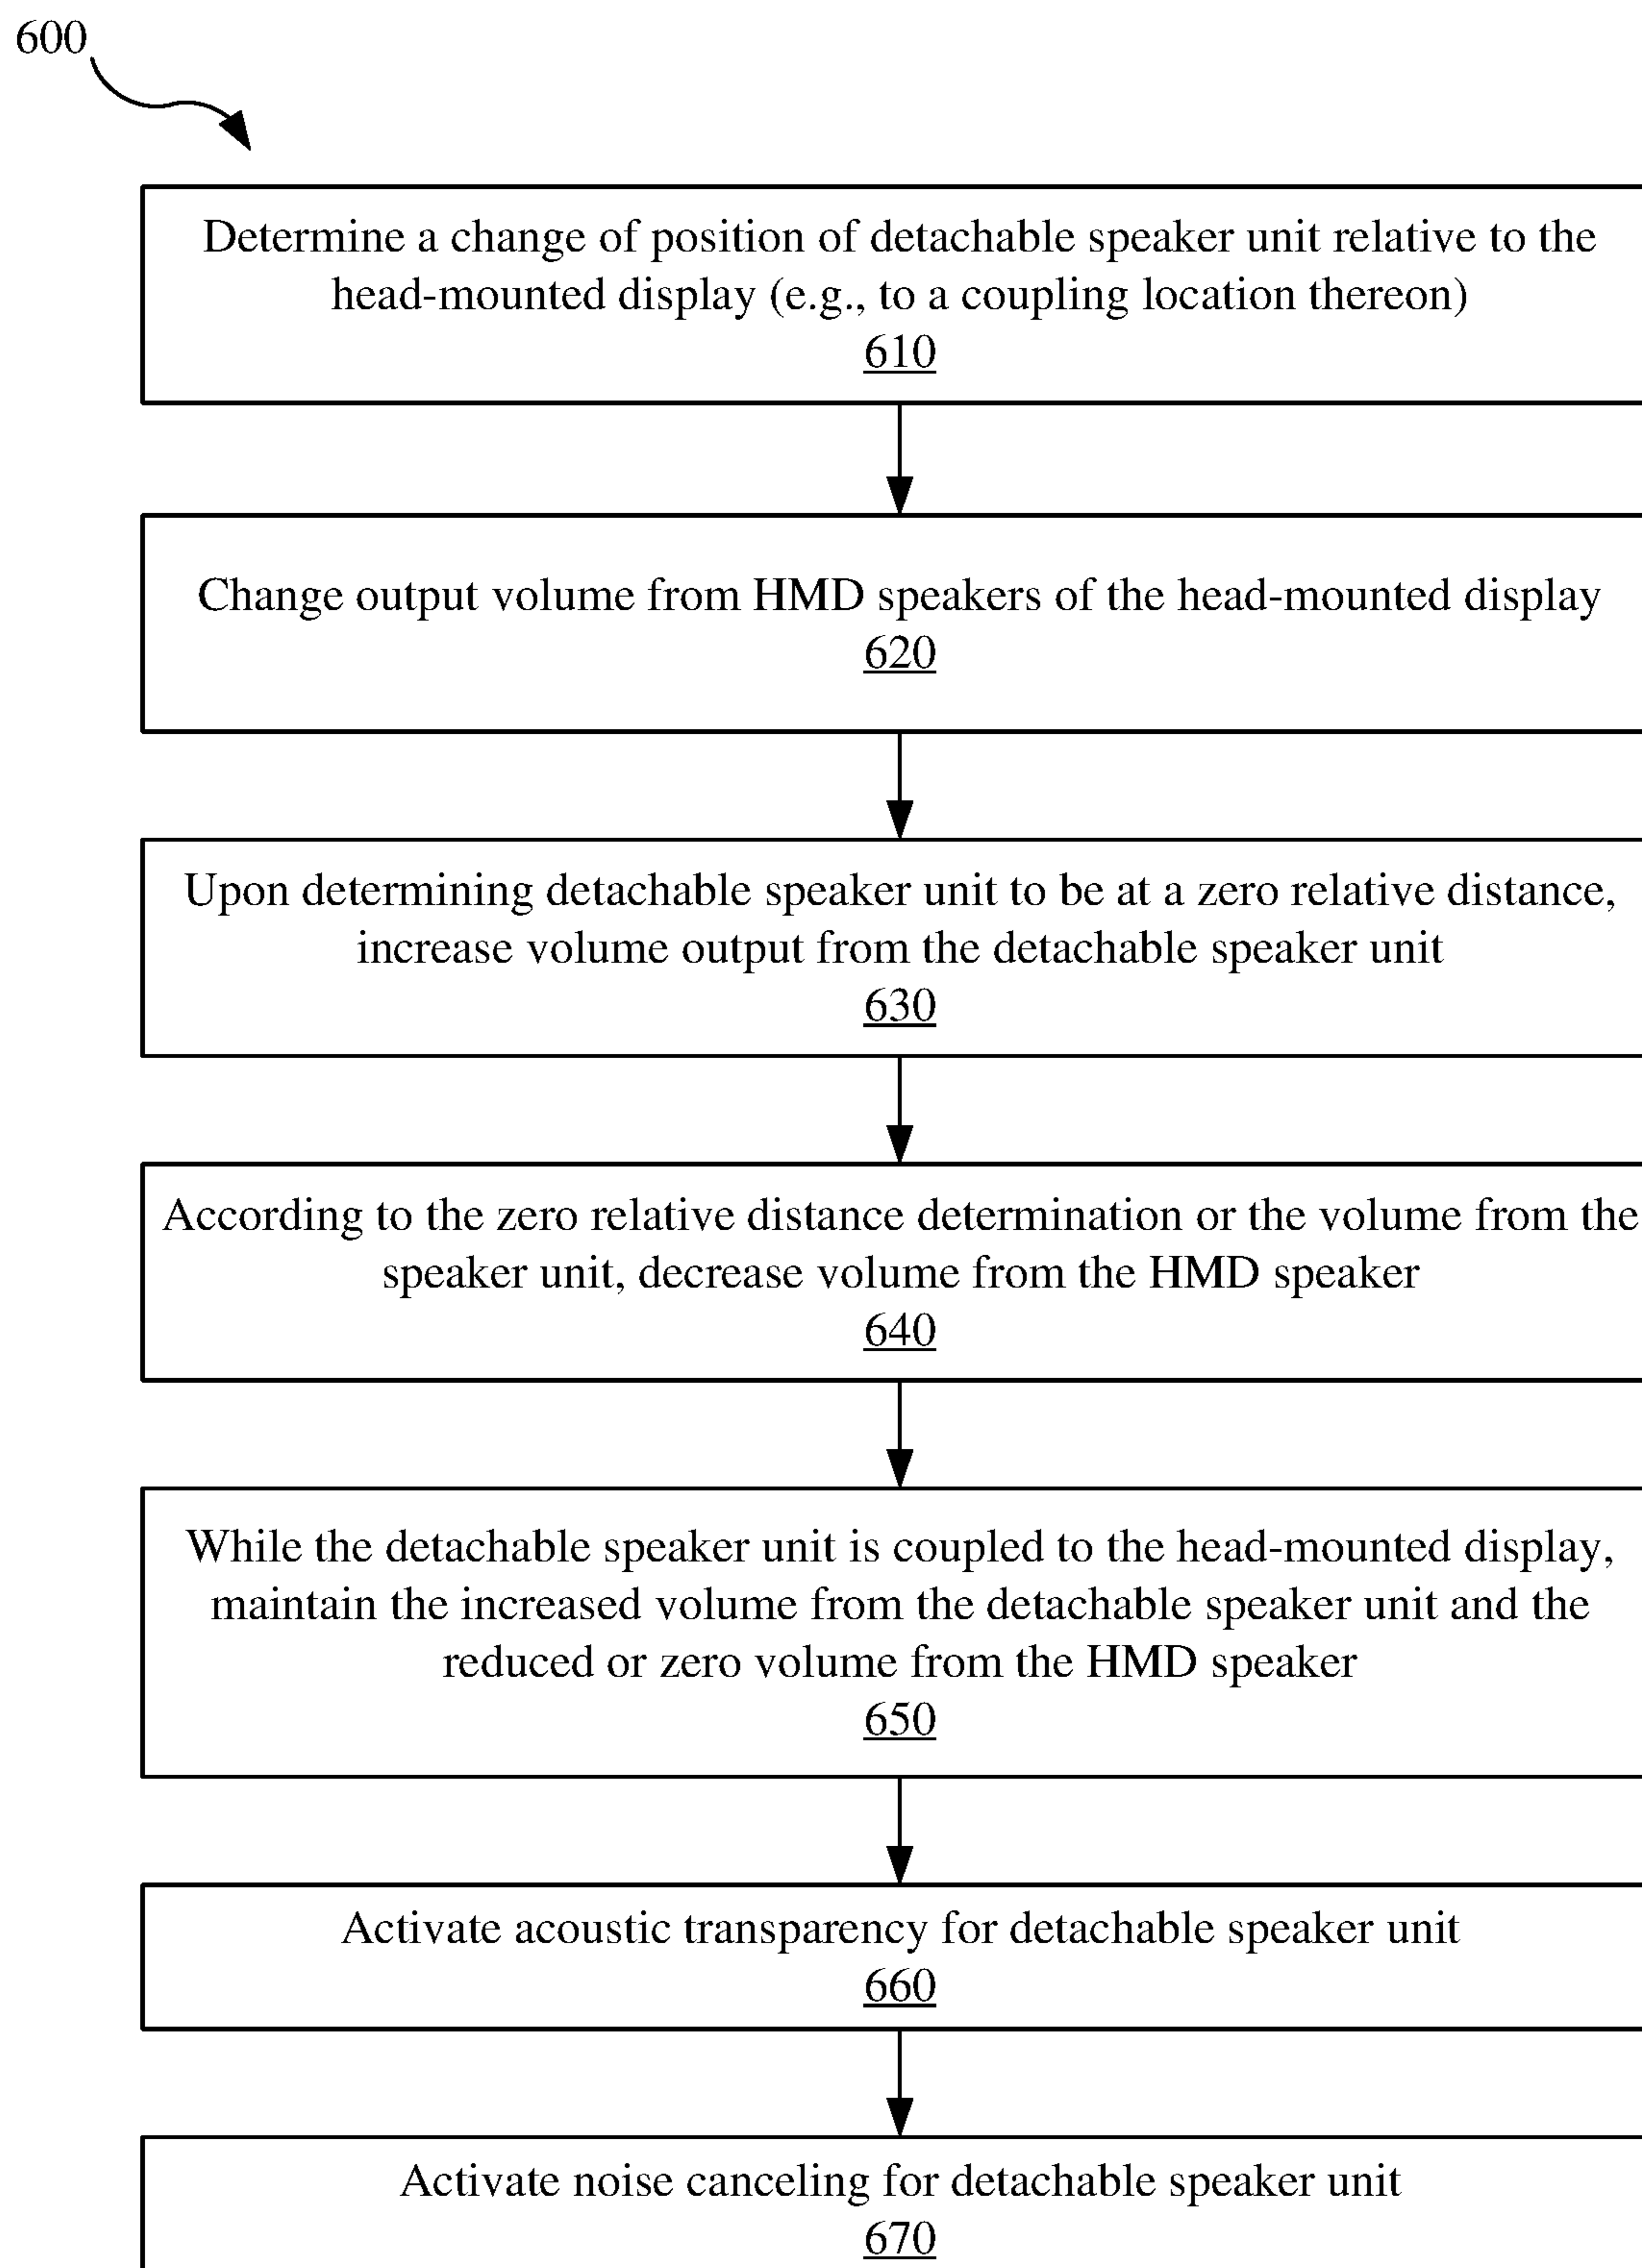 600
Determine a change of position of detachable speaker unit relative to the
head-mounted display (e.g., to a coupling location thereon)
610
Change output volume from HMD speakers of the head-mounted display
620
Upon determining detachable speaker unit to be at a zero relative distance,
increase volume output from the detachable speaker unit
630
According to the zero relative distance determination or the volume from the
speaker unit, decrease volume from the HMD speaker
640
While the detachable speaker unit is coupled to the head-mounted display,
maintain the increased volume from the detachable speaker unit and the
reduced or zero volume from the HMD speaker
650
Activate acoustic transparency for detachable speaker unit
660
Activate noise canceling for detachable speaker unit
670